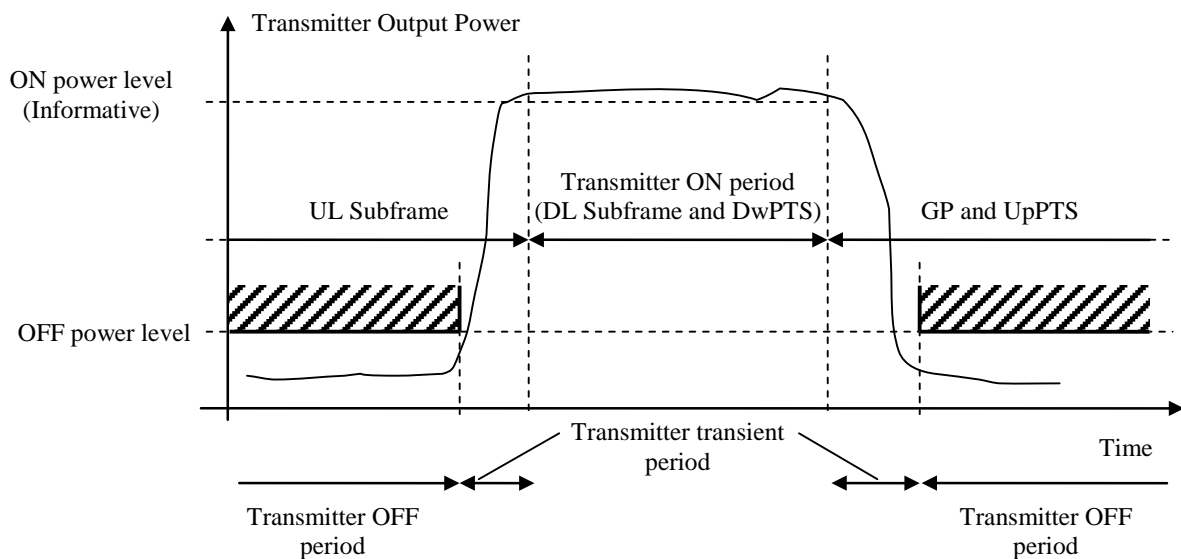 Transmitter Output Power
ON power level
(Informative)
UL Subframe
Transmitter ON period
(DL Subframe and DwPTS)
GP and UpPTS
OFF power level
Transmitter transient
period
Time
Transmitter OFF
period
Transmitter OFF
period